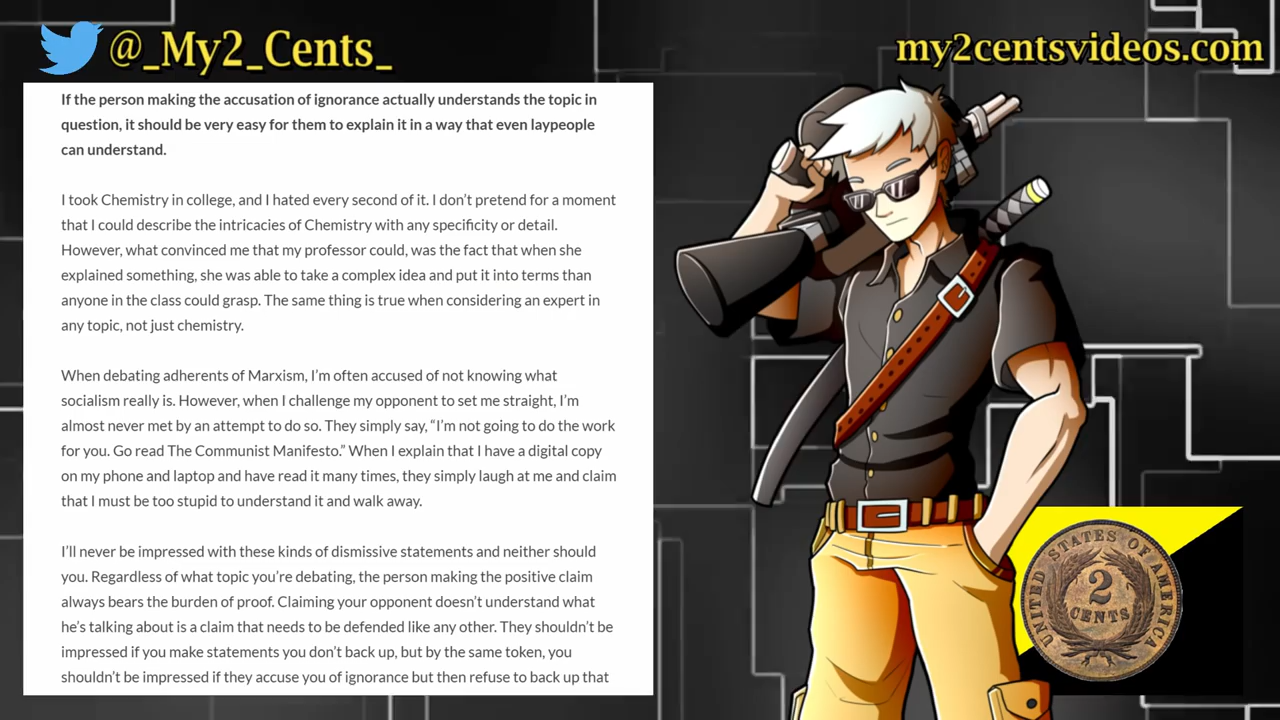 @_My2_Cents_
my2centsvideos.com
If the person making the accusation of ignorance actually understands the topic in
question, it should be very easy for them to explain it in a way that even laypeople
can understand.
I took Chemistry in college, and I hated every second of it. I don’t pretend for a moment
that I could describe the intricacies of Chemistry with any specificity or detail.
However, what convinced me that my professor could, was the fact that when she
explained something, she was able to take a complex idea and put it into terms than
anyone in the class could grasp. The same thing is true when considering an expert in
any topic, not just chemistry.
When debating adherents of Marxism, I’m often accused of not knowing what
socialism really is. However, when I challenge my opponent to set me straight, I’m
almost never met by an attempt to do so. They simply say, “I’m not going to do the work
for you. Go read The Communist Manifesto.” When I explain that I have a digital copy
on my phone and laptop and have read it many times, they simply laugh at me and claim
that I must be too stupid to understand it and walk away.
I’ll never be impressed with these kinds of dismissive statements and neither should
you. Regardless of what topic you’re debating, the person making the positive claim
always bears the burden of proof. Claiming your opponent doesn’t understand what
he’s talking about is a claim that needs to be defended like any other. They shouldn’t be
impressed if you make statements you don’t back up, but by the same token, you
shouldn’t be impressed if they accuse you of ignorance but then refuse to back up that
UNITED STATES OF AMERICA
2
CENTS